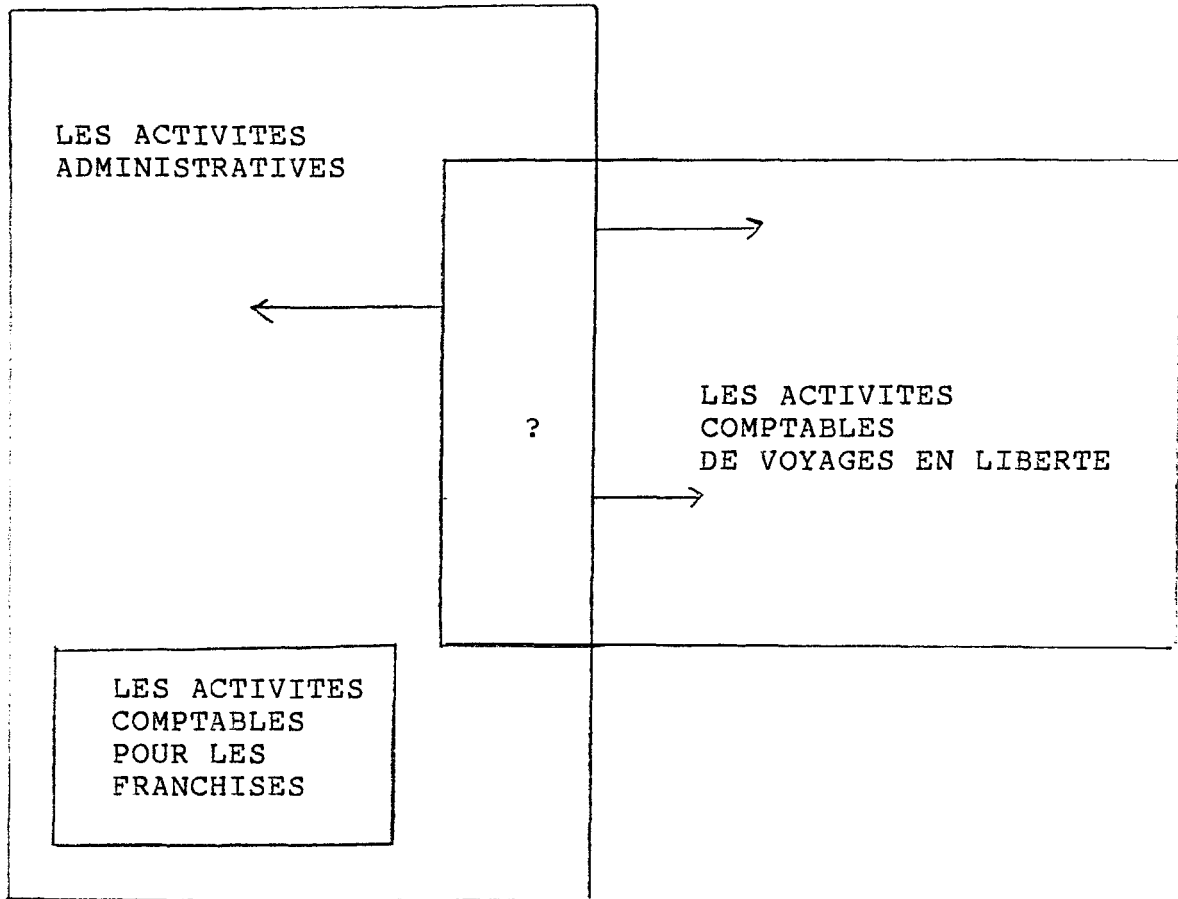 LES ACTIVITES
ADMINISTRATIVES
?
LES ACTIVITES
COMPTABLES
DE VOYAGES EN LIBERTE
LES ACTIVITES
COMPTABLES
POUR LES
FRANCHISES